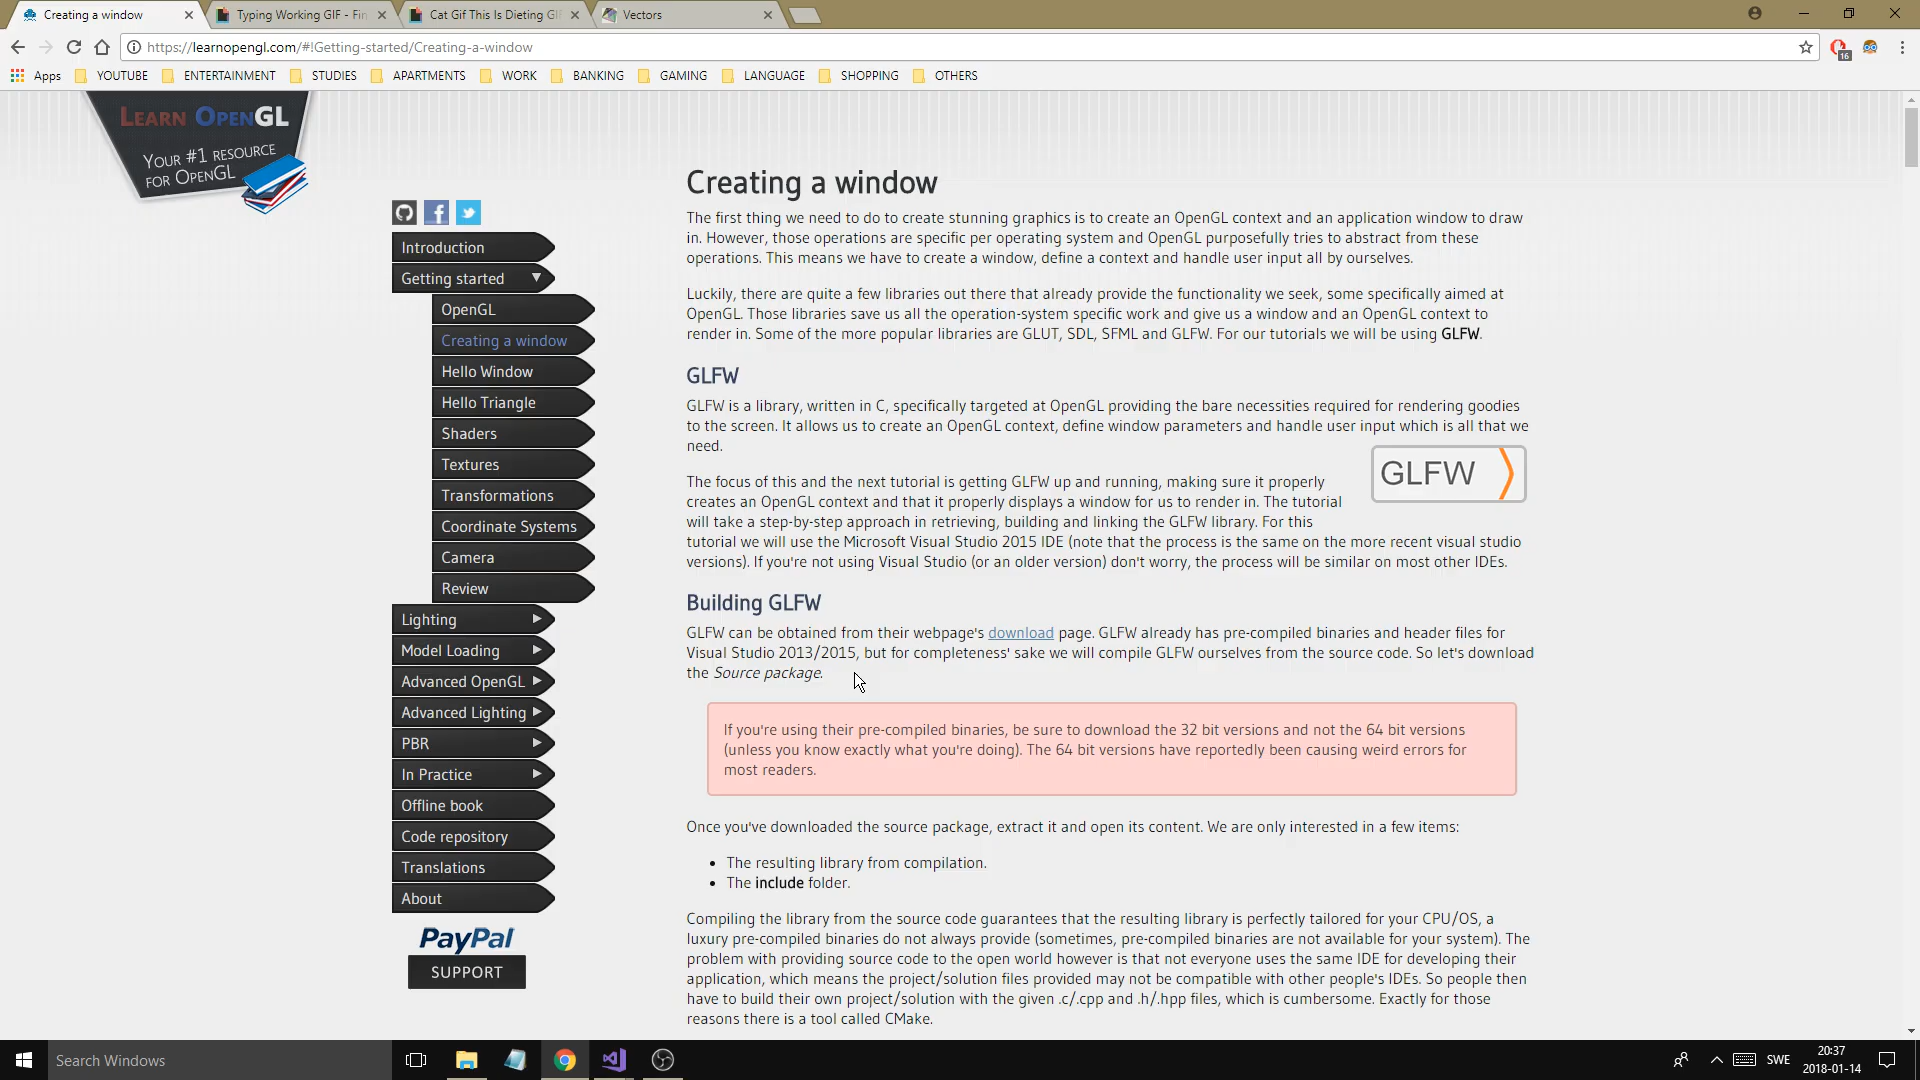 Creating a window
Typing Working GIF - Fin
Cat Gif This Is Dieting GI
Vectors
https://learnopengl.com/#!Getting-started/Creating-a-window
16
Apps
YOUTUBE
ENTERTAINMENT
STUDIES
APARTMENTS
WORK
BANKING
GAMING
LANGUAGE
SHOPPING
OTHERS
LEARN OPENGL
YOUR #1 RESOURCE
FOR OPENGL
Introduction
Getting started
OpenGL
Creating a window
Hello Window
Hello Triangle
Shaders
Textures
Transformations
Coordinate Systems
Camera
Review
Lighting
Model Loading
Advanced OpenGL
Advanced Lighting
PBR
In Practice
Offline book
Code repository
Translations
About
PayPal
SUPPORT
Creating a window
The first thing we need to do to create stunning graphics is to create an OpenGL context and an application window to draw
in. However, those operations are specific per operating system and OpenGL purposefully tries to abstract from these
operations. This means we have to create a window, define a context and handle user input all by ourselves.
Luckily, there are quite a few libraries out there that already provide the functionality we seek, some specifically aimed at
OpenGL. Those libraries save us all the operation-system specific work and give us a window and an OpenGL context to
render in. Some of the more popular libraries are GLUT, SDL, SFML and GLFW. For our tutorials we will be using GLFW.
GLFW
GLFW is a library, written in C, specifically targeted at OpenGL providing the bare necessities required for rendering goodies
to the screen. It allows us to create an OpenGL context, define window parameters and handle user input which is all that we
need.
GLFW
The focus of this and the next tutorial is getting GLFW up and running, making sure it properly
creates an OpenGL context and that it properly displays a window for us to render in. The tutorial
will take a step-by-step approach in retrieving, building and linking the GLFW library. For this
tutorial we will use the Microsoft Visual Studio 2015 IDE (note that the process is the same on the more recent visual studio
versions). If you're not using Visual Studio (or an older version) don't worry, the process will be similar on most other IDEs.
Building GLFW
GLFW can be obtained from their webpage's download page. GLFW already has pre-compiled binaries and header files for
Visual Studio 2013/2015, but for completeness' sake we will compile GLFW ourselves from the source code. So let's download
the Source package.
If you're using their pre-compiled binaries, be sure to download the 32 bit versions and not the 64 bit versions
(unless you know exactly what you're doing). The 64 bit versions have reportedly been causing weird errors for
most readers.
Once you've downloaded the source package, extract it and open its content. We are only interested in a few items:
• The resulting library from compilation.
• The include folder.
Compiling the library from the source code guarantees that the resulting library is perfectly tailored for your CPU/OS, a
luxury pre-compiled binaries do not always provide (sometimes, pre-compiled binaries are not available for your system). The
problem with providing source code to the open world however is that not everyone uses the same IDE for developing their
application, which means the project/solution files provided may not be compatible with other people's IDEs. So people then
have to build their own project/solution with the given .c/.cpp and .h/.hpp files, which is cumbersome. Exactly for those
reasons there is a tool called CMake.
Search Windows
SWE
20:37
2018-01-14